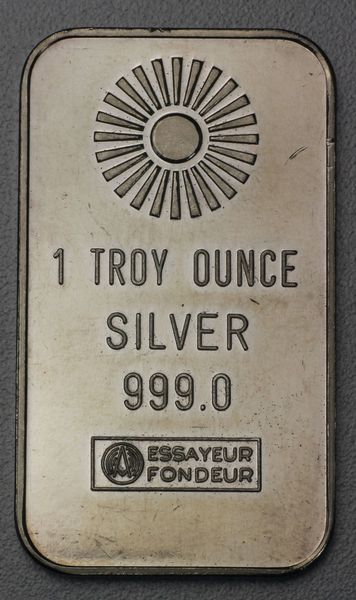 1 TROY OUNCE
SILVER
999.0
ESSAYEUR
FONDEUR